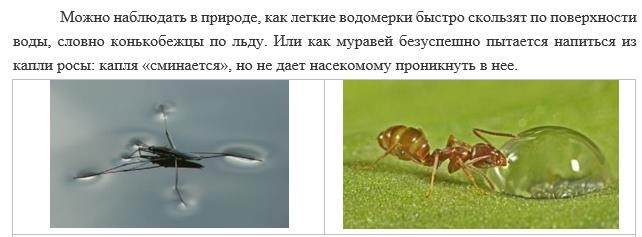 Можно наблюдать в природе, как легкие водомерки быстро скользят по поверхности
воды, словно конькобежцы по льду. Или как муравей безуспешно пытается напиться из
капли росы: капля «сминается», но не дает насекомому проникнуть в нее.